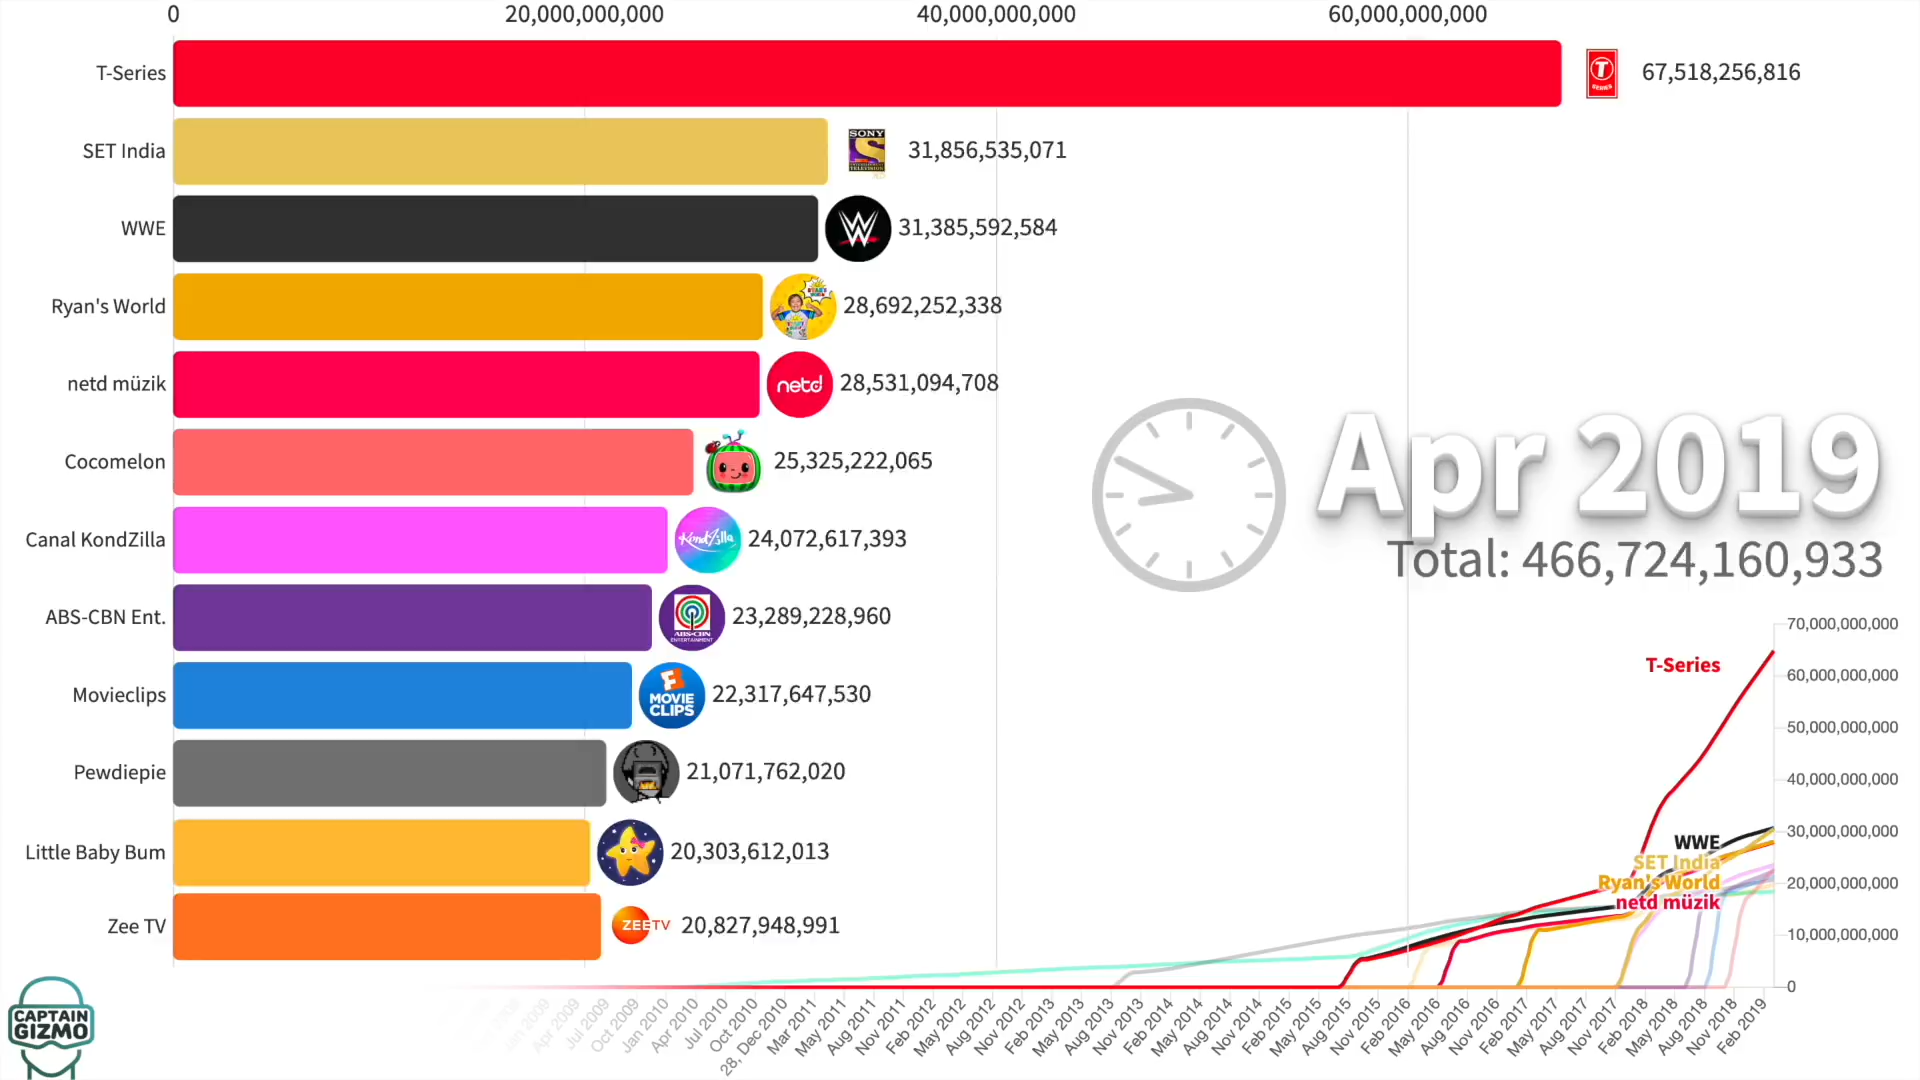 0 20,000,000,000 40,000,000,000 60,000,000,000
T-Series 67,518,256,816
SET India SONY 31,856,535,071
WWE 31,385,592,584
Ryan's World 28,692,252,338
netd müzik netd 28,531,094,708
Cocomelon 25,325,222,065
Canal KondZilla KondZilla 24,072,617,393
ABS-CBN Ent. ABS-CBN ENTERTAINMENT 23,289,228,960
Movieclips MOVIE CLIPS 22,317,647,530
Pewdiepie 21,071,762,020
Little Baby Bum 20,303,612,013
Zee TV ZEETV 20,827,948,991
Apr 2019
Total: 466,724,160,933
70,000,000,000
60,000,000,000
50,000,000,000
40,000,000,000
30,000,000,000
20,000,000,000
10,000,000,000
0
T-Series
WWE
SET India
Ryan's World
netd müzik
Apr 2009 Jul 2009 Oct 2009 Jan 2010 Apr 2010 Jul 2010 Oct 2010 28, Dec 2010 Mar 2011 May 2011 Aug 2011 Nov 2011 Feb 2012 May 2012 Aug 2012 Nov 2012 Feb 2013 May 2013 Aug 2013 Nov 2013 Feb 2014 May 2014 Aug 2014 Nov 2014 Feb 2015 May 2015 Aug 2015 Nov 2015 Feb 2016 May 2016 Aug 2016 Nov 2016 Feb 2017 May 2017 Aug 2017 Nov 2017 Feb 2018 May 2018 Aug 2018 Nov 2018 Feb 2019
CAPTAIN
GIZMO